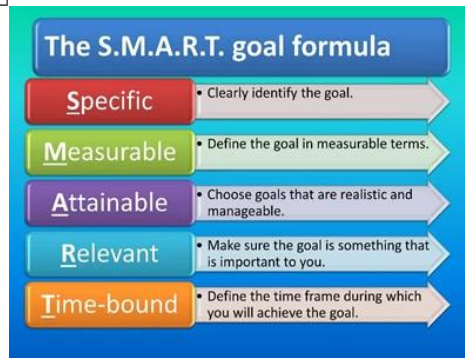 The S.M.A.R.T. goal formula
Specific
• Clearly identify the goal.
Measurable
• Define the goal in measurable terms.
Attainable
• Choose goals that are realistic and
manageable.
Relevant
• Make sure the goal is something that
is important to you.
Time-bound
• Define the time frame during which
you will achieve the goal.